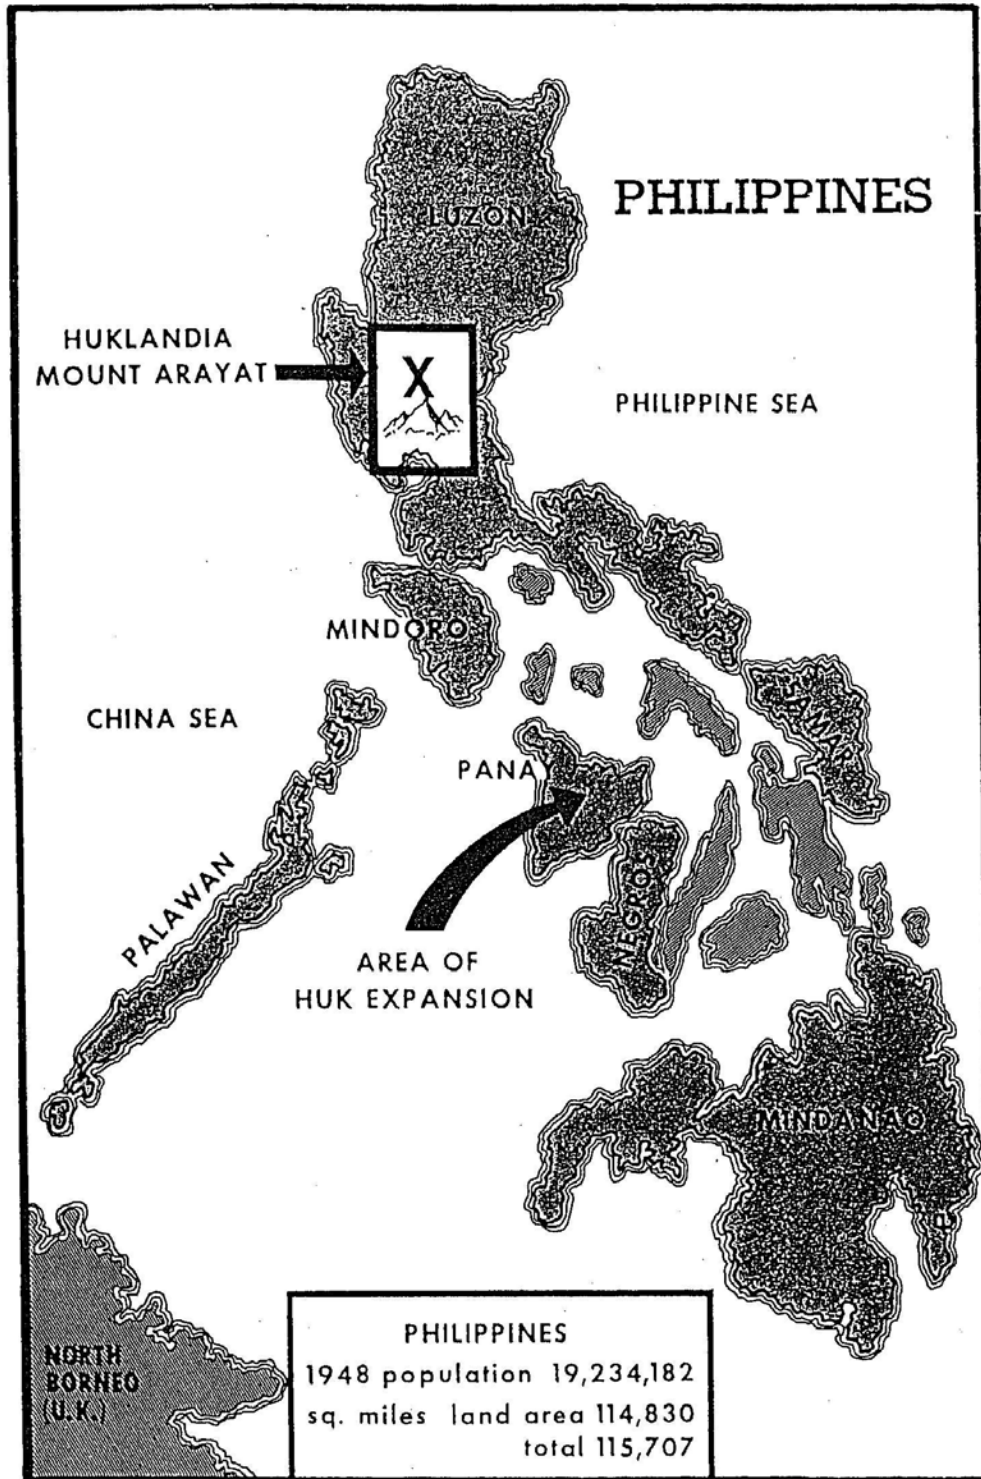 PHILIPPINES
LUZON
HUKLANDIA
MOUNT ARAYAT
X
PHILIPPINE SEA
MINDORO
CHINA SEA
SAMAR
PANAY
PALAWAN
NEGROS
AREA OF
HUK EXPANSION
MINDANAO
NORTH
BORNEO
(U.K.)
PHILIPPINES
1948 population 19,234,182
sq. miles land area 114,830
total 115,707